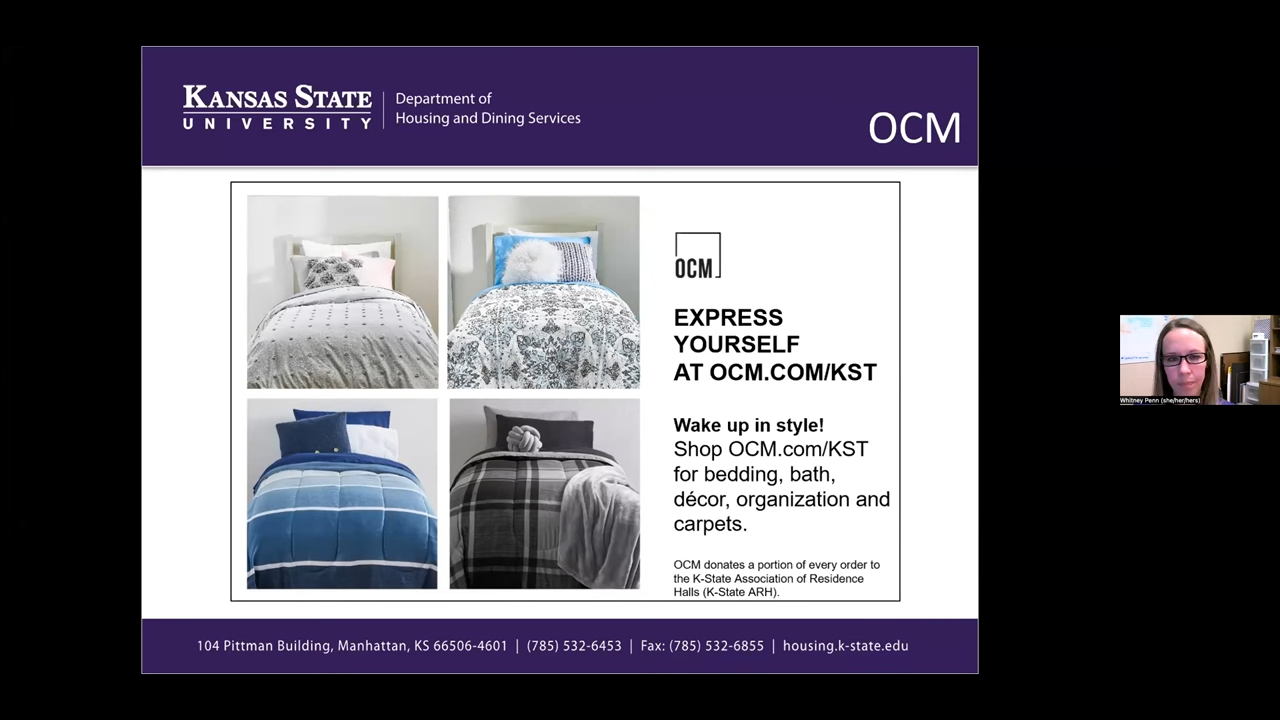 KANSAS STATE
UNIVERSITY
Department of
Housing and Dining Services
OCM
OCM
EXPRESS
YOURSELF
AT OCM.COM/KST
Wake up in style!
Shop OCM.com/KST
for bedding, bath,
décor, organization and
carpets.
OCM donates a portion of every order to
the K-State Association of Residence
Halls (K-State ARH).
Whitney Penn (she/her/hers)
104 Pittman Building, Manhattan, KS 66506-4601 | (785) 532-6453 | Fax: (785) 532-6855 | housing.k-state.edu